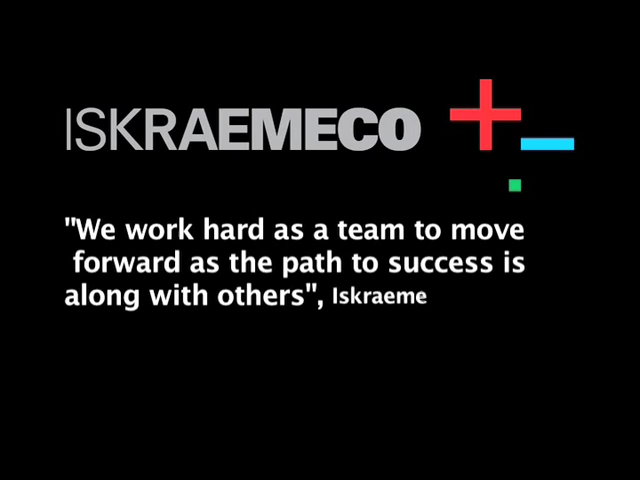 ISKRAEMECO
"We work hard as a team to move
forward as the path to success is
along with others", Iskraeme